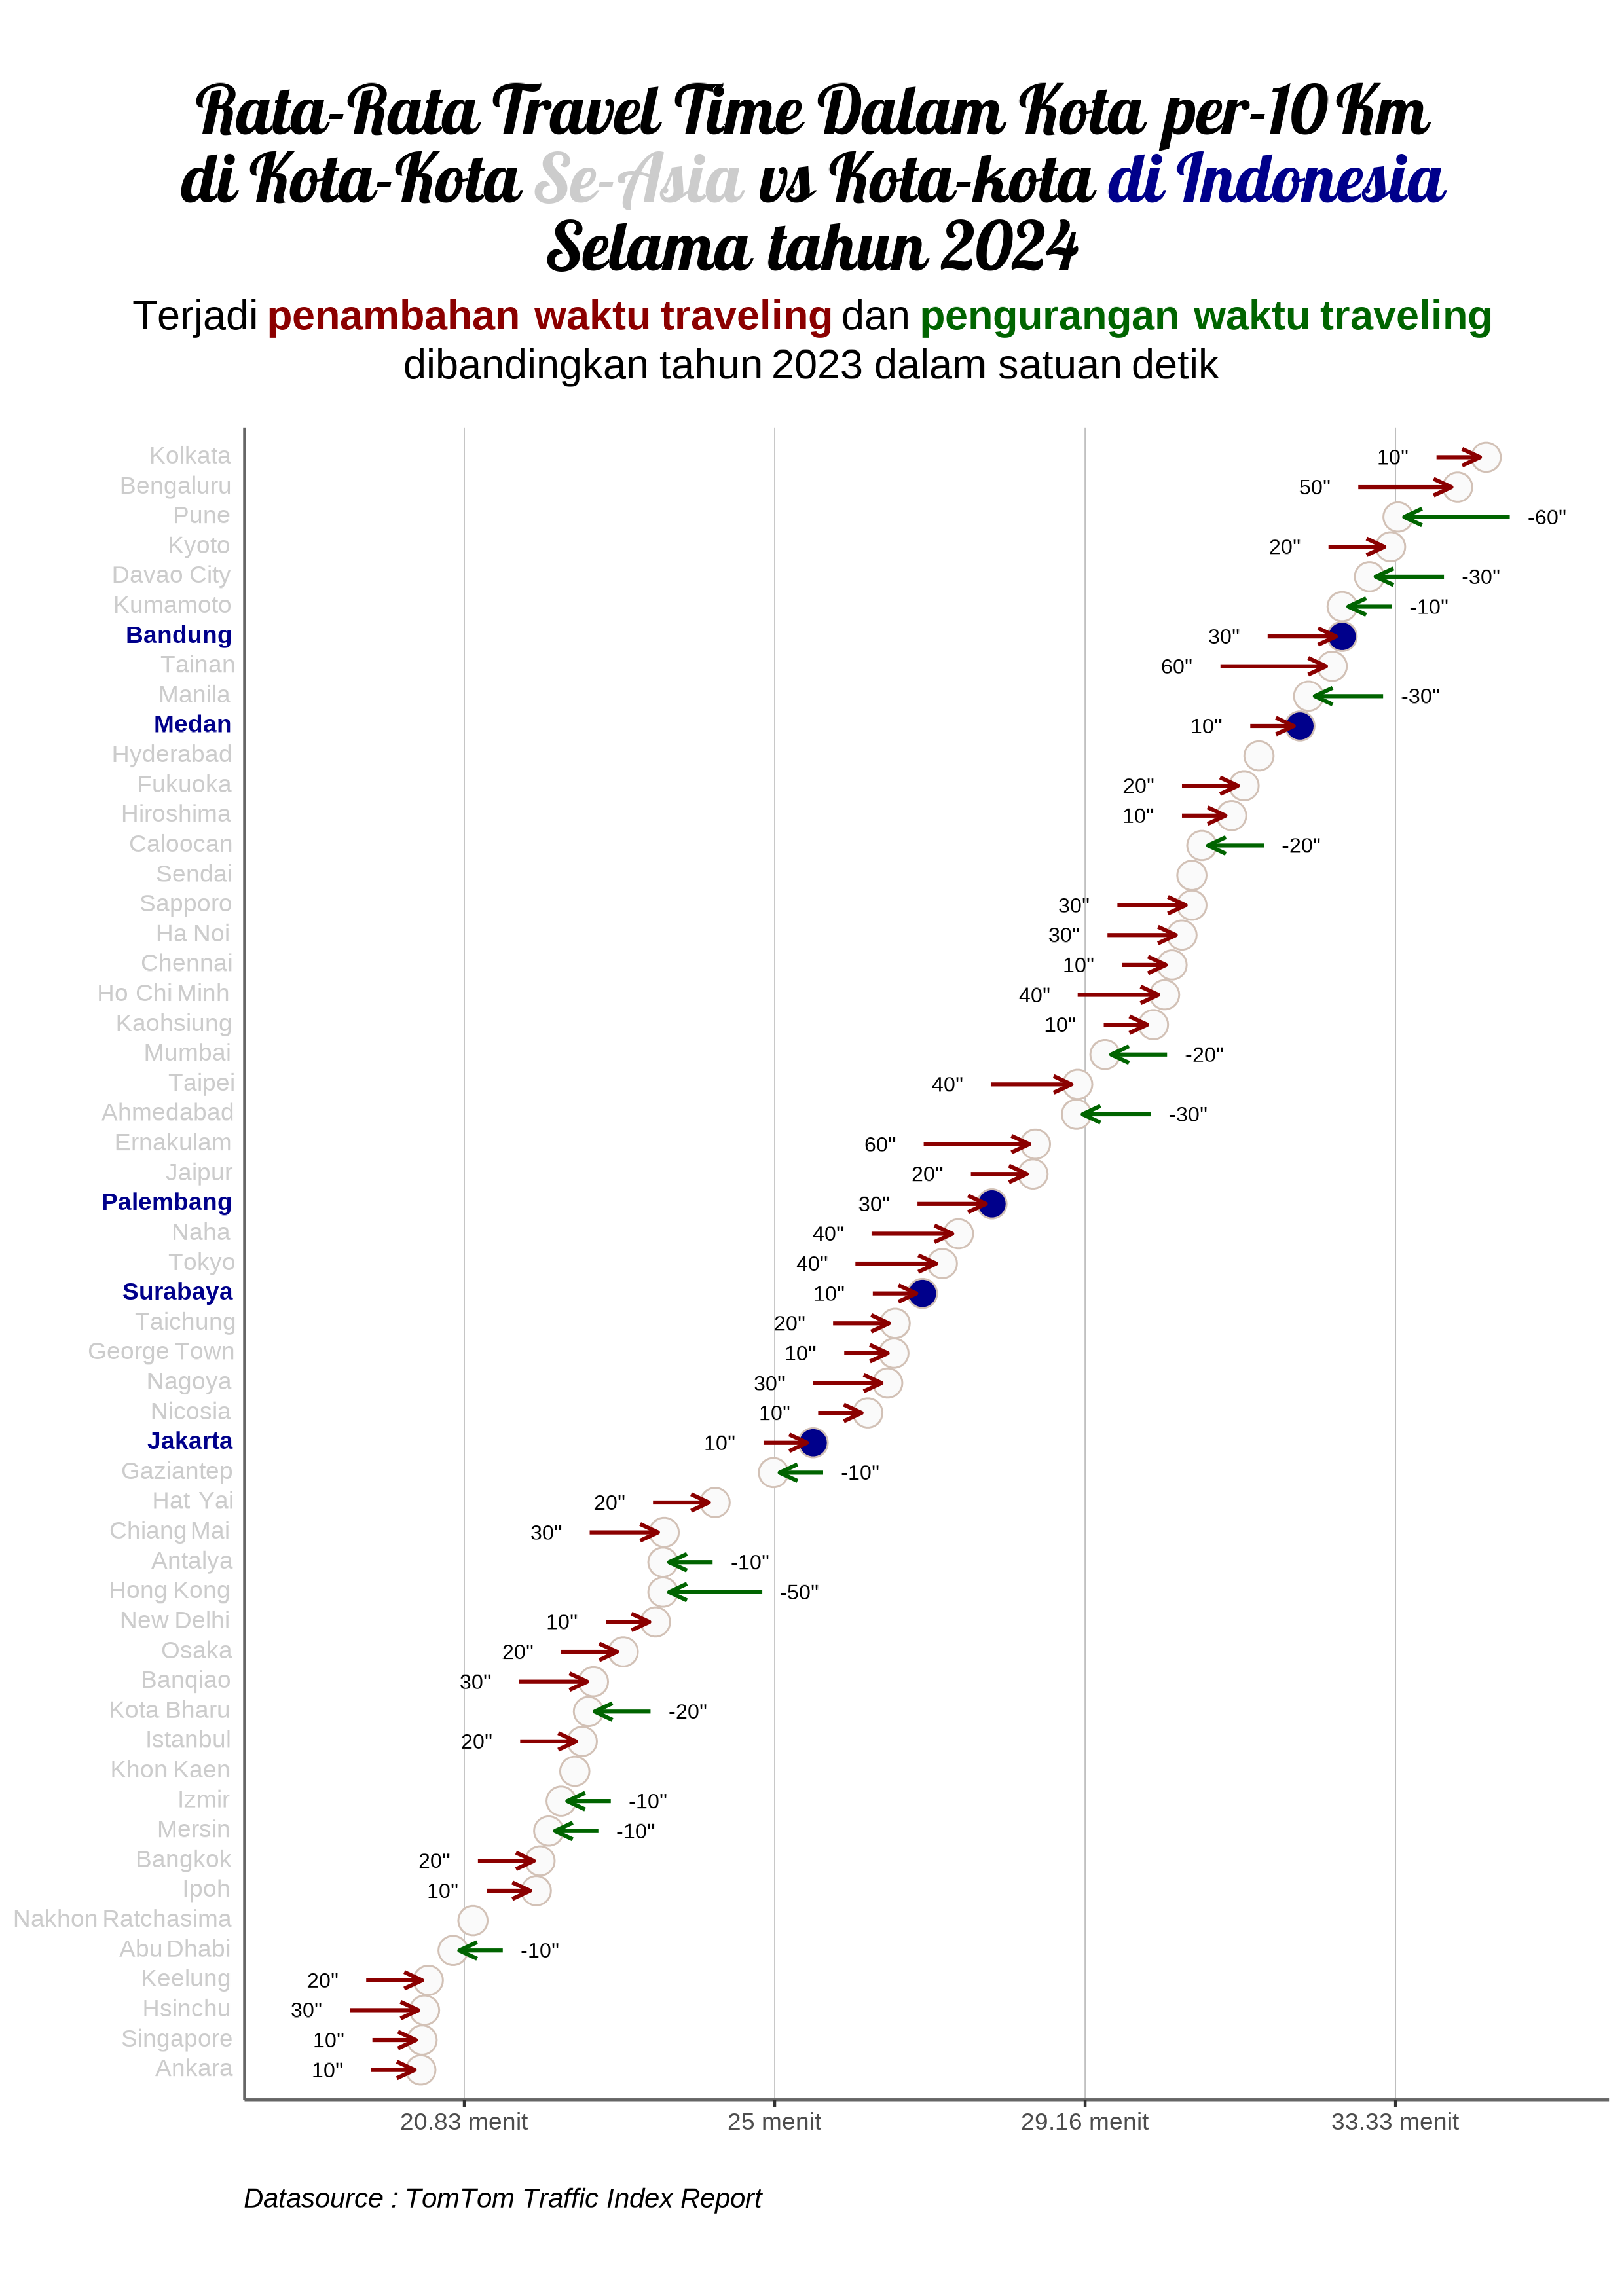 Rata-Rata Travel Time Dalam Kota per-10 Km
di Kota-Kota Se-Asia vs Kota-kota di Indonesia
Selama tahun 2024
Terjadi penambahan waktu traveling dan pengurangan waktu traveling
dibandingkan tahun 2023 dalam satuan detik
Kolkata 10"
Bengaluru 50"
Pune -60"
Kyoto 20"
Davao City -30"
Kumamoto -10"
Bandung 30"
Tainan 60"
Manila -30"
Medan 10"
Hyderabad
Fukuoka 20"
Hiroshima 10"
Caloocan -20"
Sendai
Sapporo 30"
Ha Noi 30"
Chennai 10"
Ho Chi Minh 40"
Kaohsiung 10"
Mumbai -20"
Taipei 40"
Ahmedabad -30"
Ernakulam 60"
Jaipur 20"
Palembang 30"
Naha 40"
Tokyo 40"
Surabaya 10"
Taichung 20"
George Town 10"
Nagoya 30"
Nicosia 10"
Jakarta 10"
Gaziantep -10"
Hat Yai 20"
Chiang Mai 30"
Antalya -10"
Hong Kong -50"
New Delhi 10"
Osaka 20"
Banqiao 30"
Kota Bharu -20"
Istanbul 20"
Khon Kaen
Izmir -10"
Mersin -10"
Bangkok 20"
Ipoh 10"
Nakhon Ratchasima
Abu Dhabi -10"
Keelung 20"
Hsinchu 30"
Singapore 10"
Ankara 10"
20.83 menit 25 menit 29.16 menit 33.33 menit
Datasource : TomTom Traffic Index Report